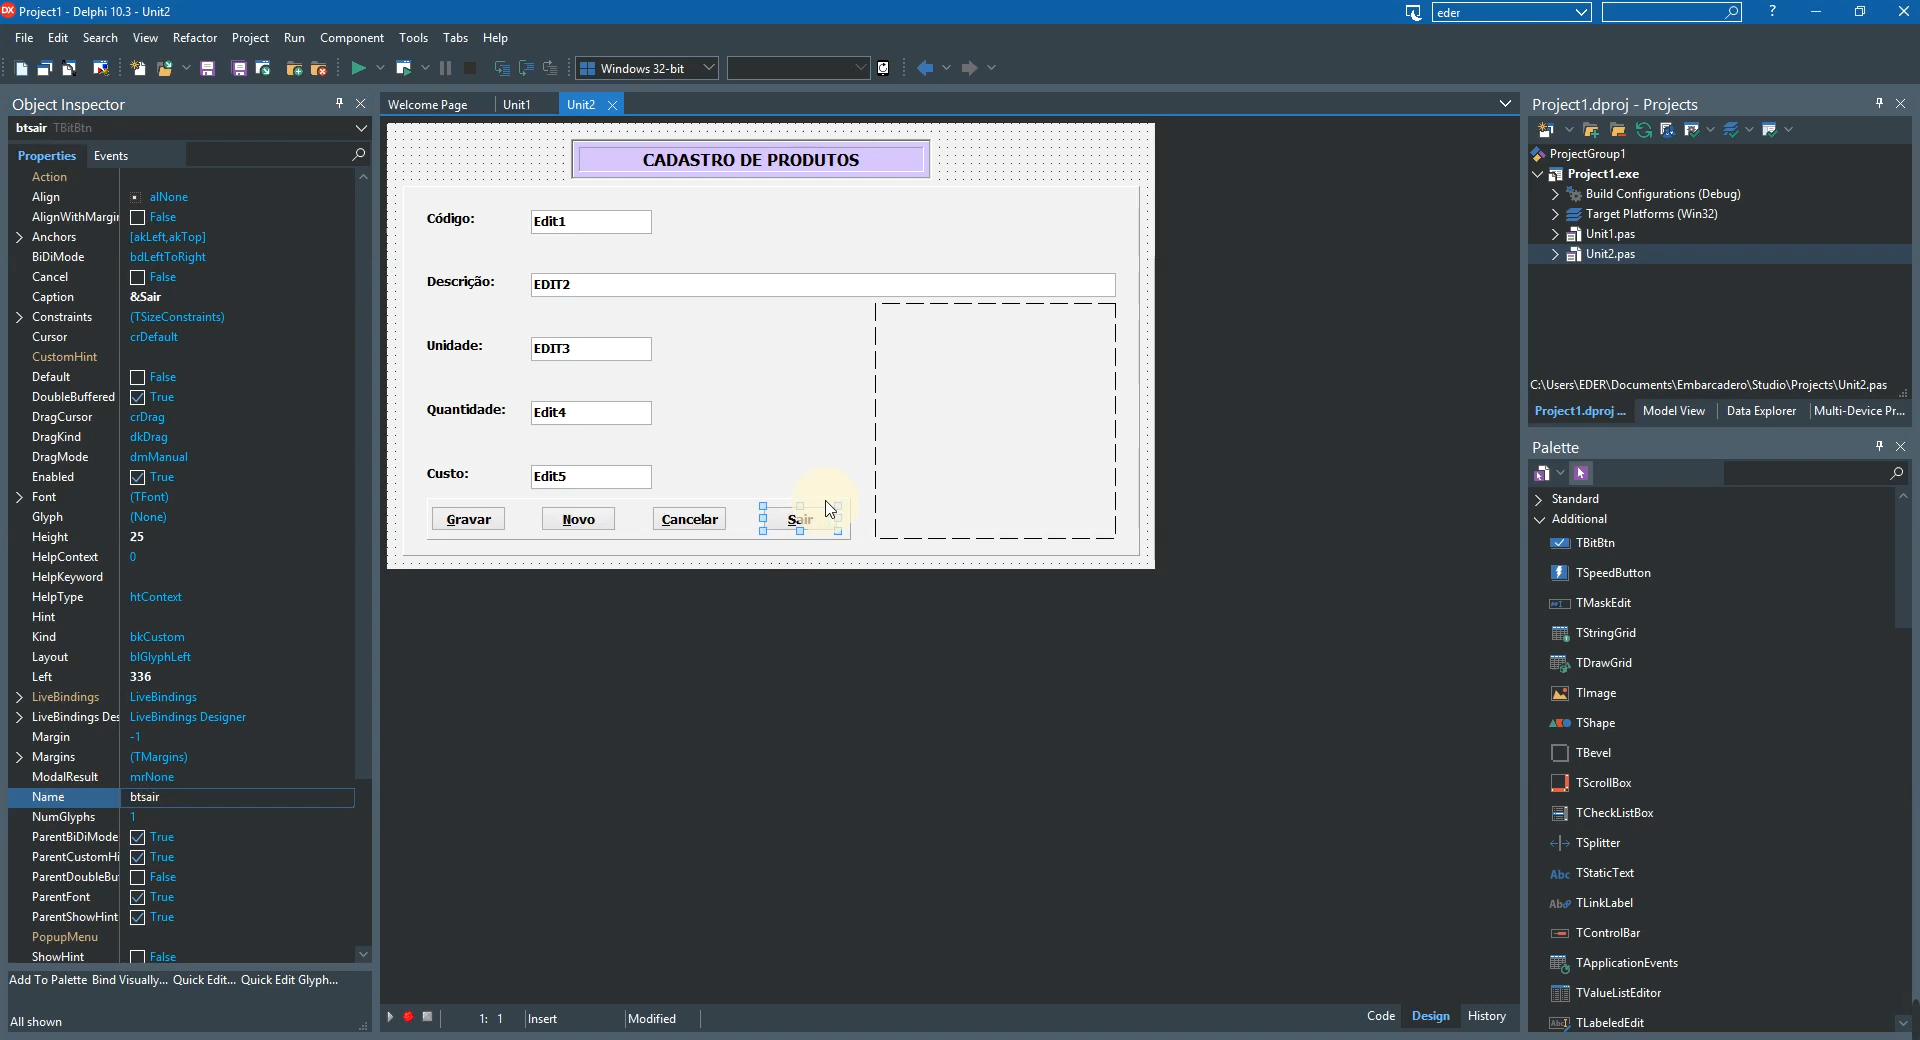 Project1 - Delphi 10.3 - Unit2
eder
File Edit Search View Refactor Project Run Component Tools Tabs Help
Windows 32-bit
Object Inspector
btsair TBitBtn
Properties Events
Action
Align alNone
AlignWithMargin False
Anchors [akLeft,akTop]
BiDiMode bdLeftToRight
Cancel False
Caption &Sair
Constraints (TSizeConstraints)
Cursor crDefault
CustomHint
Default False
DoubleBuffered True
DragCursor crDrag
DragKind dkDrag
DragMode dmManual
Enabled True
Font (TFont)
Glyph (None)
Height 25
HelpContext 0
HelpKeyword
HelpType htContext
Hint
Kind bkCustom
Layout blGlyphLeft
Left 336
LiveBindings LiveBindings
LiveBindings Des LiveBindings Designer
Margin -1
Margins (TMargins)
ModalResult mrNone
Name btsair
NumGlyphs 1
ParentBiDiMode True
ParentCustomHi True
ParentDoubleBu False
ParentFont True
ParentShowHint True
PopupMenu
ShowHint False
Add To Palette Bind Visually... Quick Edit... Quick Edit Glyph...
All shown
Welcome Page Unit1 Unit2
CADASTRO DE PRODUTOS
Código: Edit1
Descrição: EDIT2
Unidade: EDIT3
Quantidade: Edit4
Custo: Edit5
Gravar Novo Cancelar Sair
1: 1 Insert Modified
Code Design History
Project1.dproj - Projects
ProjectGroup1
Project1.exe
Build Configurations (Debug)
Target Platforms (Win32)
Unit1.pas
Unit2.pas
C:\Users\EDER\Documents\Embarcadero\Studio\Projects\Unit2.pas
Project1.dproj ... Model View Data Explorer Multi-Device Pr...
Palette
Standard
Additional
TBitBtn
TSpeedButton
TMaskEdit
TStringGrid
TDrawGrid
TImage
TShape
TBevel
TScrollBox
TCheckListBox
TSplitter
TStaticText
TLinkLabel
TControlBar
TApplicationEvents
TValueListEditor
TLabeledEdit